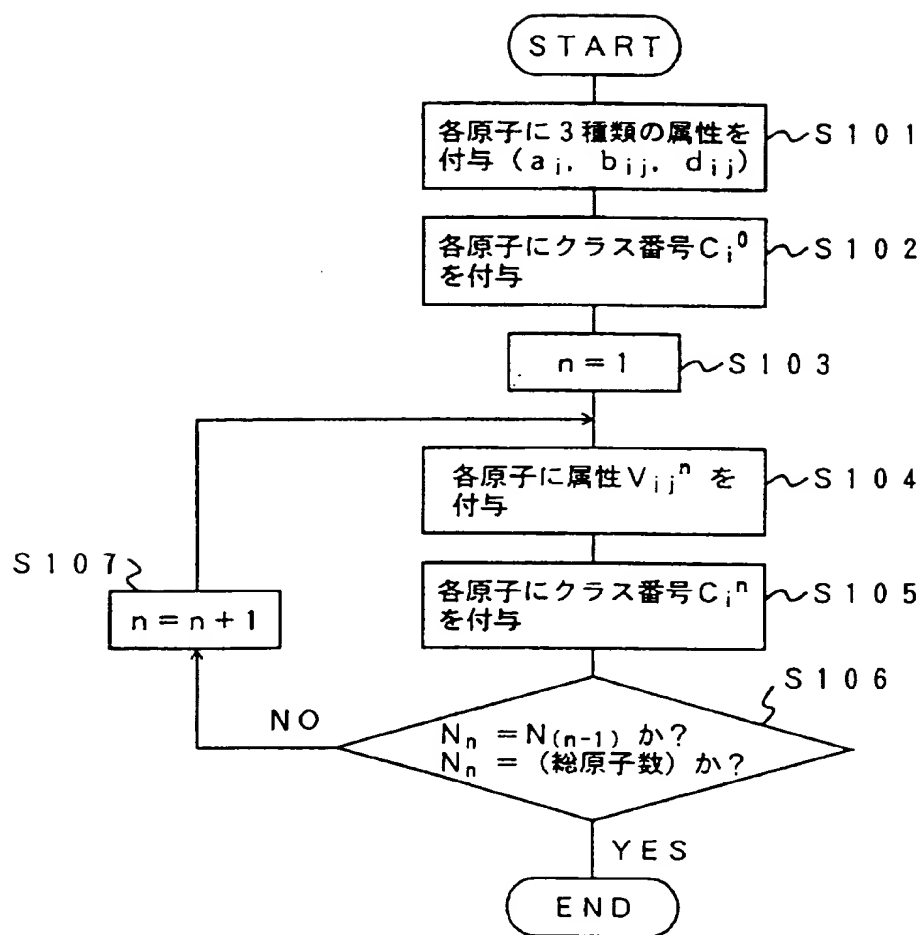 START
各原子に3種類の属性を
付与 (ai, bij, dij)
S101
各原子にクラス番号Ci⁰
を付与
S102
n=1
S103
各原子に属性Vijⁿ を
付与
S104
各原子にクラス番号Ciⁿ
を付与
S105
S107
n=n+1
S106
NO
Nn =N(n-1) か?
Nn = (総原子数) か?
YES
END